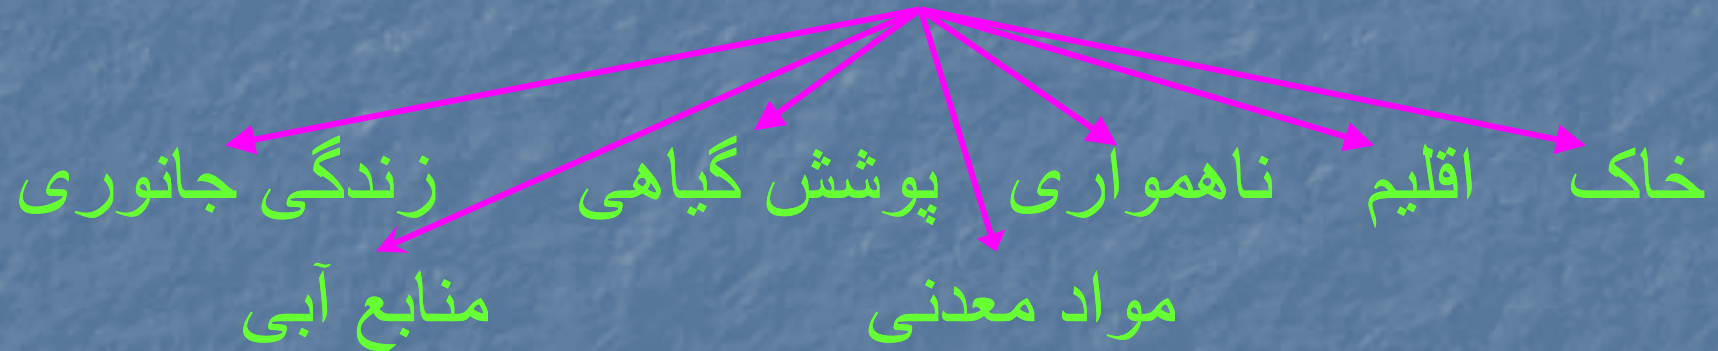 خاک اقلیم ناهمواری پوشش گیاهی زندگی جانوری
مواد معدنی منابع آبی